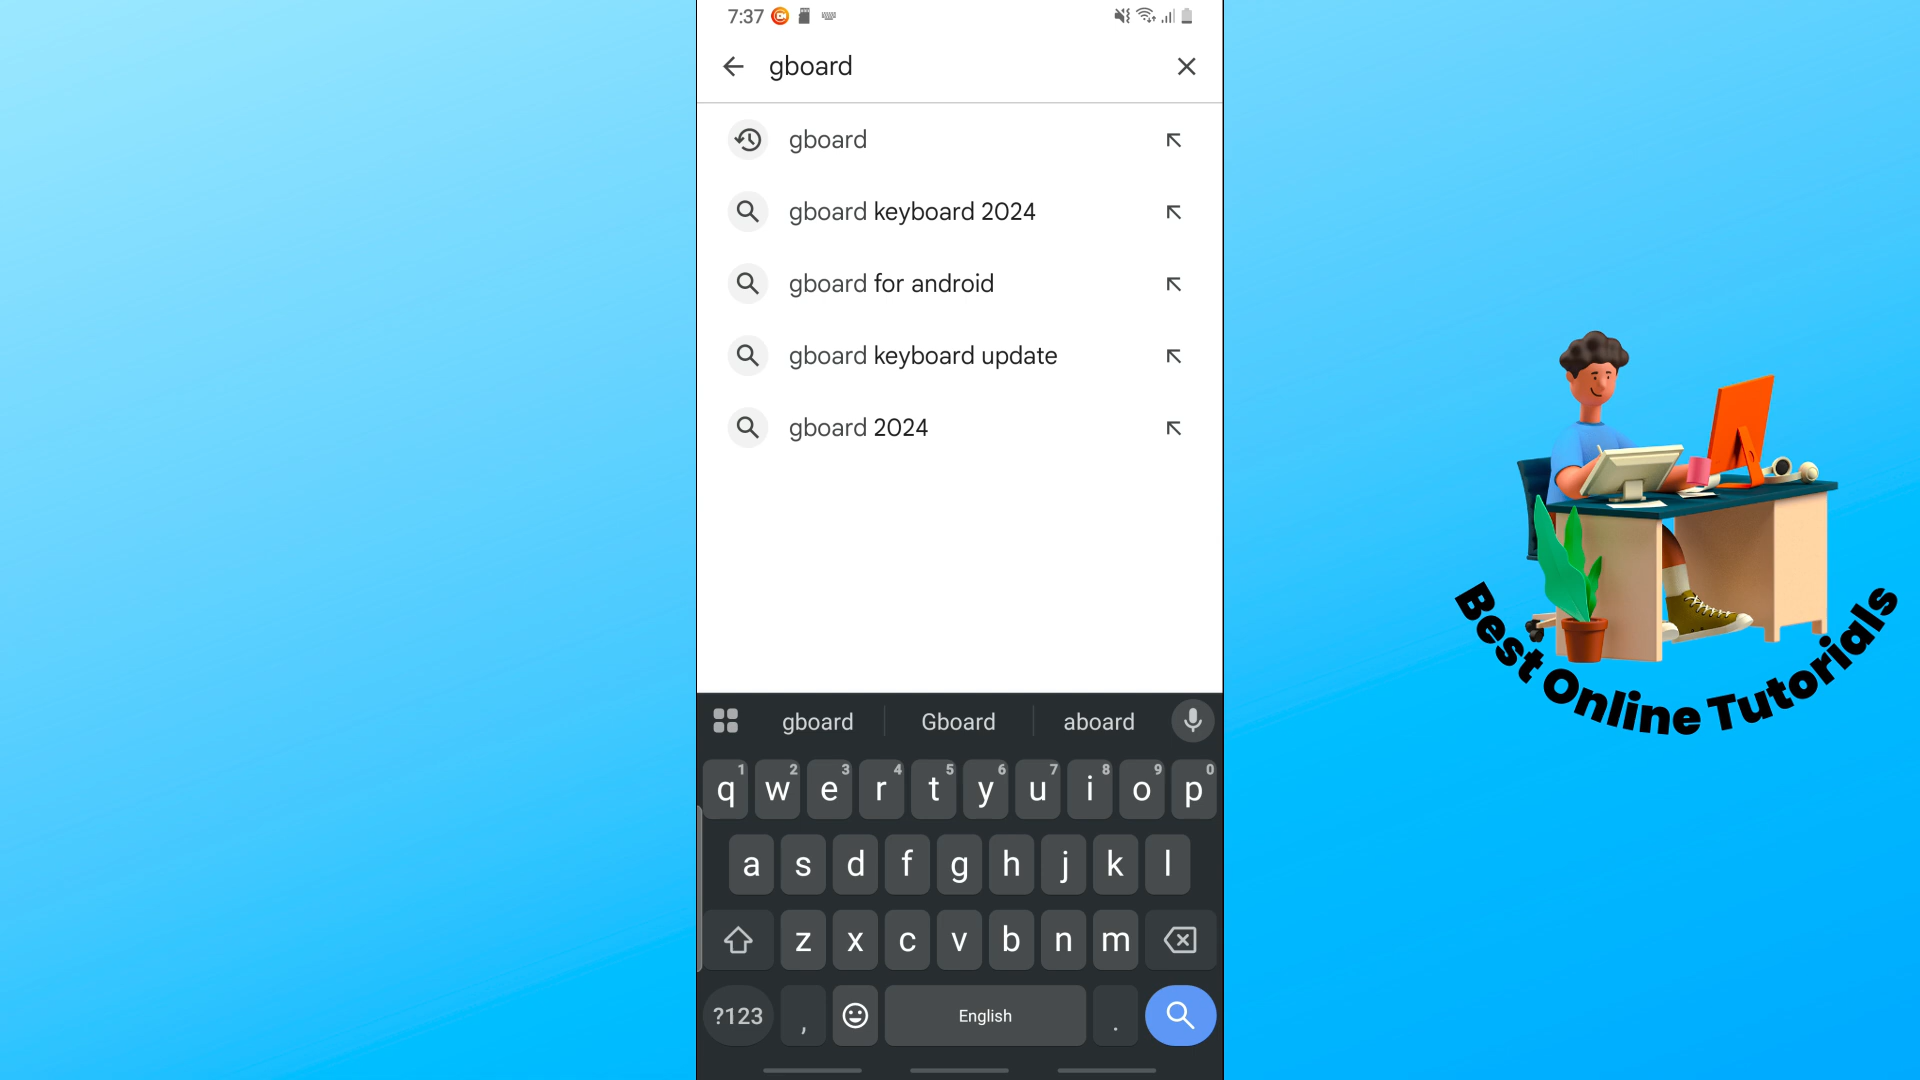 7:37
gboard
gboard
gboard keyboard 2024
gboard for android
gboard keyboard update
gboard 2024
gboard Gboard aboard
1 2 3 4 5 6 7 8 9 0
q w e r t y u i o p
a s d f g h j k l
z x c v b n m
?123 , English .
Best Online Tutorials